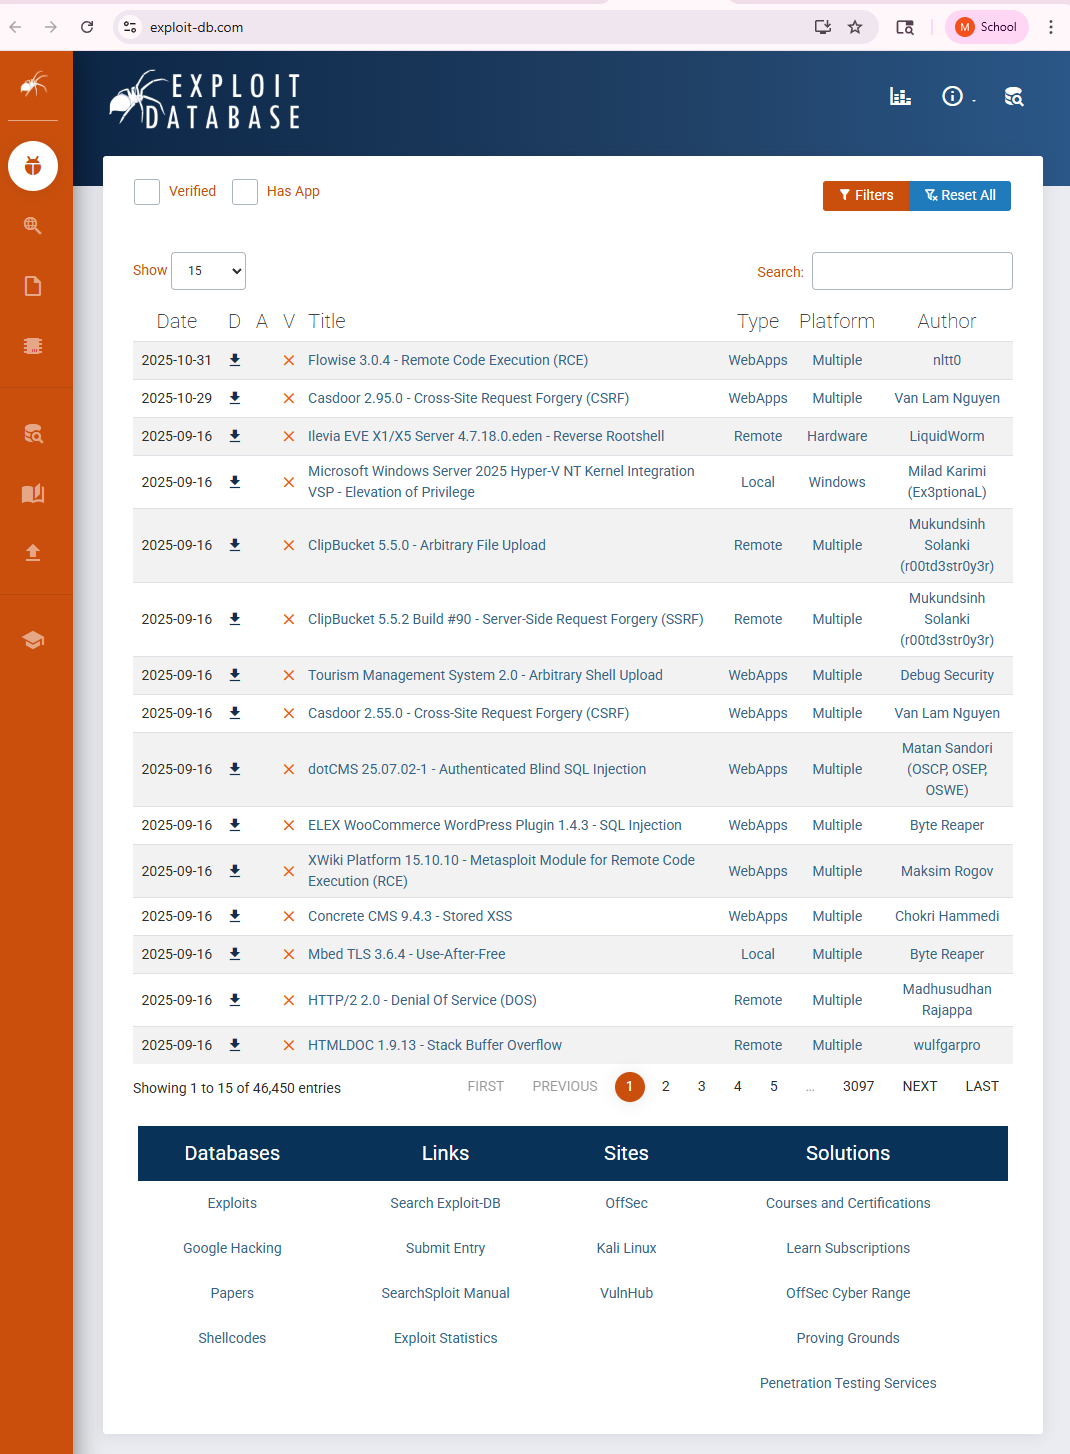 exploit-db.com
M School
EXPLOIT
DATABASE
Verified Has App
Filters Reset All
Show 15 Search:
Date D A V Title Type Platform Author
2025-10-31 Flowise 3.0.4 - Remote Code Execution (RCE) WebApps Multiple nltt0
2025-10-29 Casdoor 2.95.0 - Cross-Site Request Forgery (CSRF) WebApps Multiple Van Lam Nguyen
2025-09-16 Ilevia EVE X1/X5 Server 4.7.18.0.eden - Reverse Rootshell Remote Hardware LiquidWorm
2025-09-16 Microsoft Windows Server 2025 Hyper-V NT Kernel Integration
VSP - Elevation of Privilege Local Windows Milad Karimi
(Ex3ptionaL)
2025-09-16 ClipBucket 5.5.0 - Arbitrary File Upload Remote Multiple Mukundsinh
Solanki
(r00td3str0y3r)
2025-09-16 ClipBucket 5.5.2 Build #90 - Server-Side Request Forgery (SSRF) Remote Multiple Mukundsinh
Solanki
(r00td3str0y3r)
2025-09-16 Tourism Management System 2.0 - Arbitrary Shell Upload WebApps Multiple Debug Security
2025-09-16 Casdoor 2.55.0 - Cross-Site Request Forgery (CSRF) WebApps Multiple Van Lam Nguyen
2025-09-16 dotCMS 25.07.02-1 - Authenticated Blind SQL Injection WebApps Multiple Matan Sandori
(OSCP, OSEP,
OSWE)
2025-09-16 ELEX WooCommerce WordPress Plugin 1.4.3 - SQL Injection WebApps Multiple Byte Reaper
2025-09-16 XWiki Platform 15.10.10 - Metasploit Module for Remote Code
Execution (RCE) WebApps Multiple Maksim Rogov
2025-09-16 Concrete CMS 9.4.3 - Stored XSS WebApps Multiple Chokri Hammedi
2025-09-16 Mbed TLS 3.6.4 - Use-After-Free Local Multiple Byte Reaper
2025-09-16 HTTP/2 2.0 - Denial Of Service (DOS) Remote Multiple Madhusudhan
Rajappa
2025-09-16 HTMLDOC 1.9.13 - Stack Buffer Overflow Remote Multiple wulfgarpro
Showing 1 to 15 of 46,450 entries FIRST PREVIOUS 1 2 3 4 5 … 3097 NEXT LAST
Databases Links Sites Solutions
Exploits Search Exploit-DB OffSec Courses and Certifications
Google Hacking Submit Entry Kali Linux Learn Subscriptions
Papers SearchSploit Manual VulnHub OffSec Cyber Range
Shellcodes Exploit Statistics Proving Grounds
Penetration Testing Services